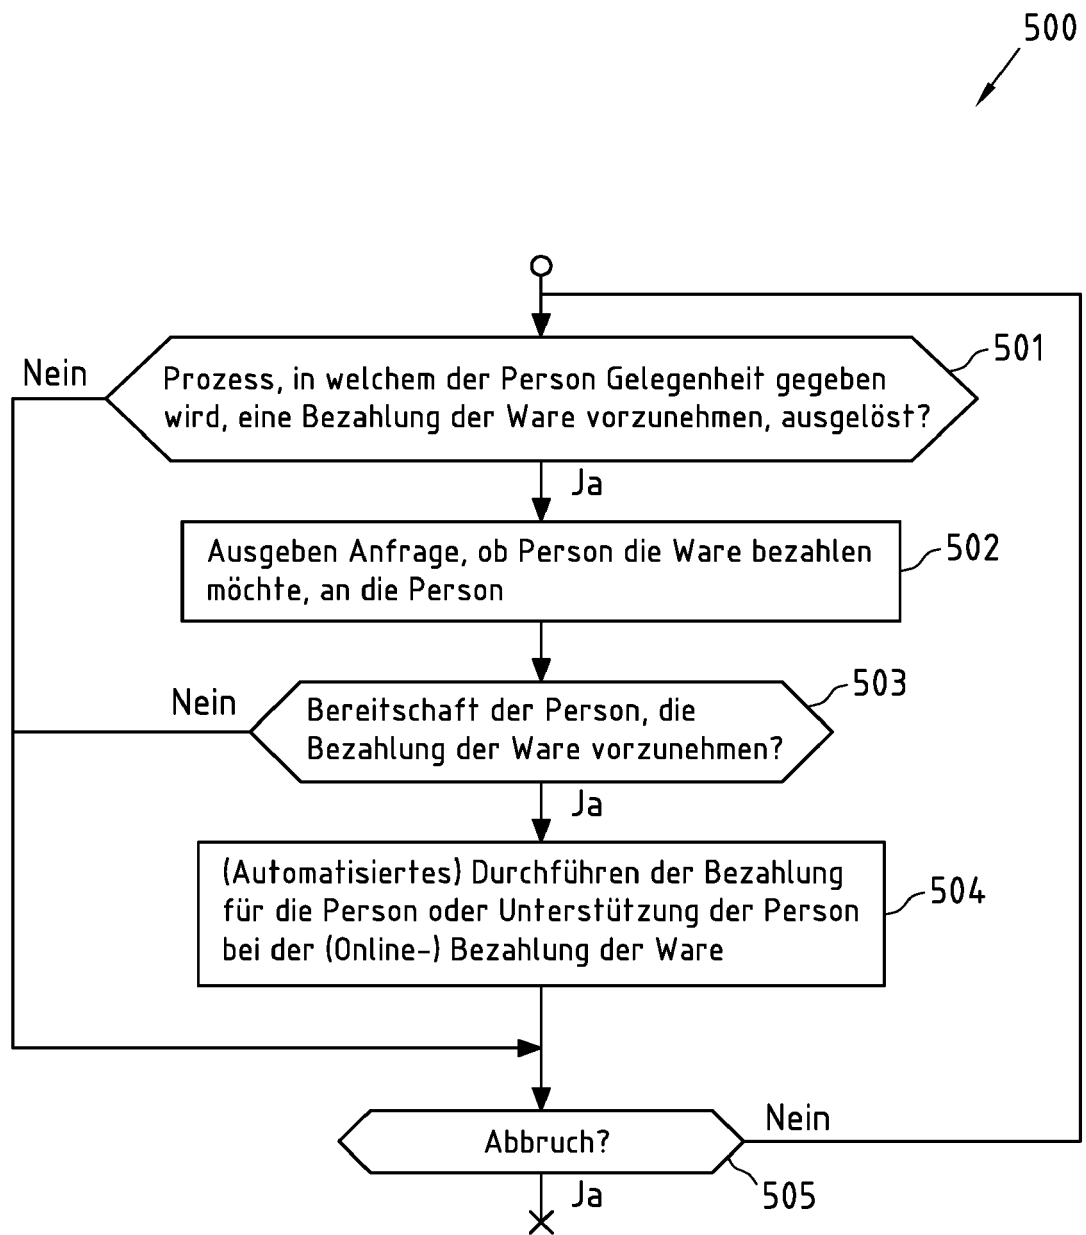 500
501
Nein
Prozess, in welchem der Person Gelegenheit gegeben
wird, eine Bezahlung der Ware vorzunehmen, ausgelöst?
Ja
502
Ausgeben Anfrage, ob Person die Ware bezahlen
möchte, an die Person
503
Nein
Bereitschaft der Person, die
Bezahlung der Ware vorzunehmen?
Ja
(Automatisiertes) Durchführen der Bezahlung
504
für die Person oder Unterstützung der Person
bei der (Online-) Bezahlung der Ware
Nein
Abbruch?
Ja
505